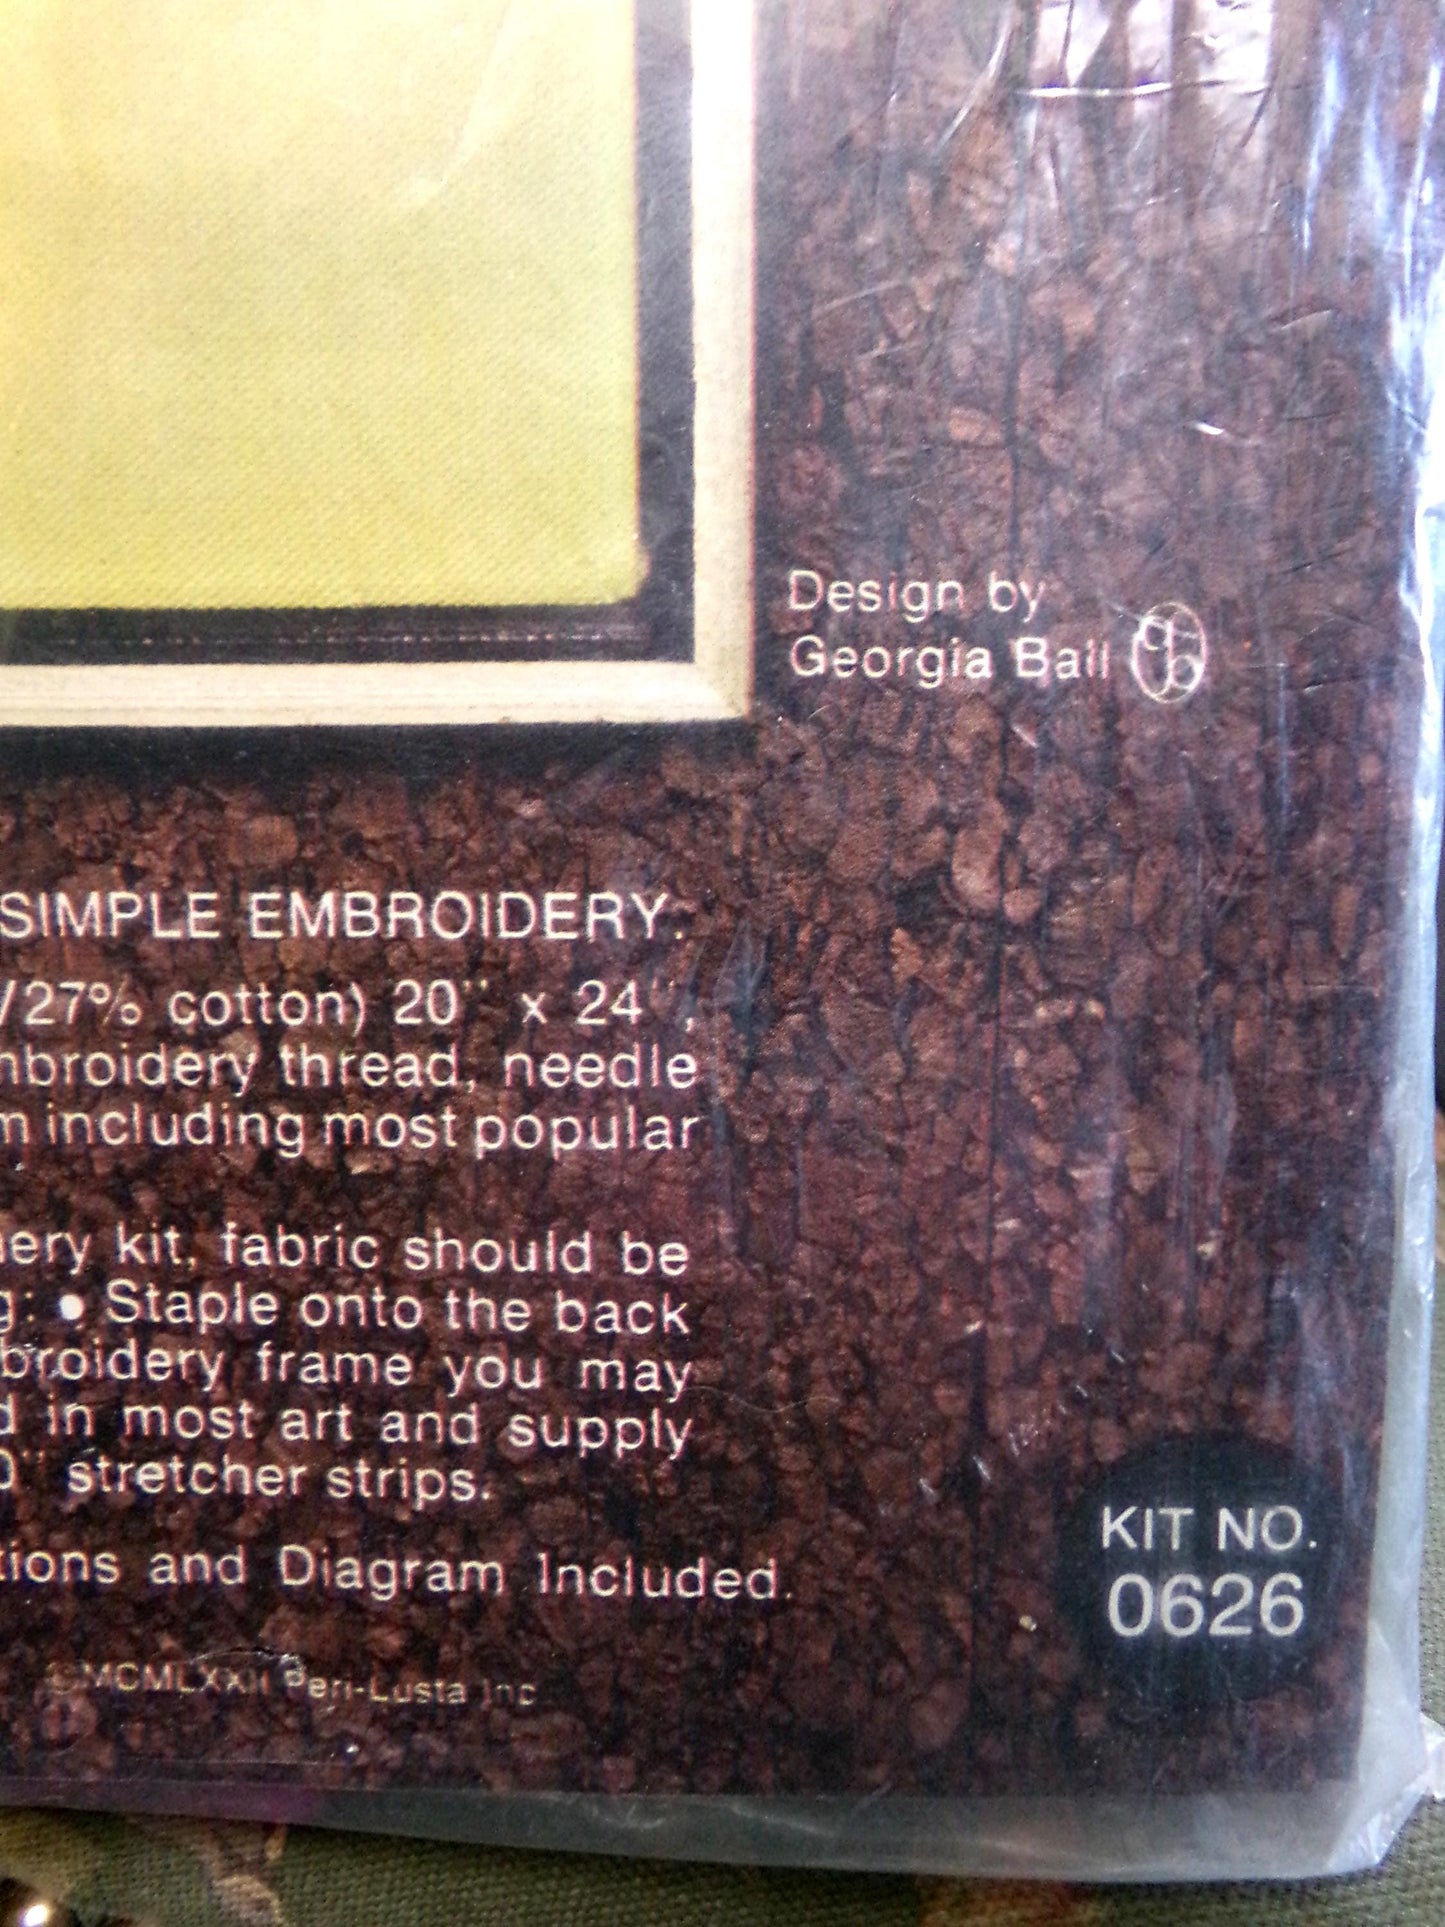 Design by
Georgia Ball
SIMPLE EMBROIDERY.
/27% cotton) 20" x 24",
mbroidery thread, needle
m including most popular
ery kit, fabric should be
g: • Staple onto the back
broidery frame you may
d in most art and supply
0" stretcher strips.
tions and Diagram Included.
KIT NO.
0626
©MCMLXXII Peri-Lusta Inc